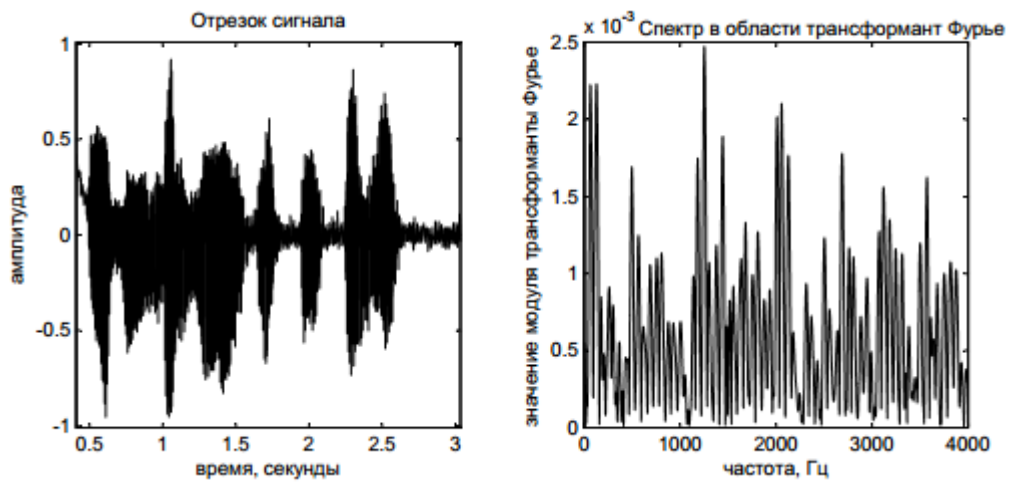 Отрезок сигнала
1
0.5
0
-0.5
-1
амплитуда
0.5 1 1.5 2 2.5 3
время, секунды
x 10-3 Спектр в области трансформант Фурье
2.5
2
1.5
1
0.5
0
значение модуля трансформанты Фурье
0 1000 2000 3000 4000
частота, Гц